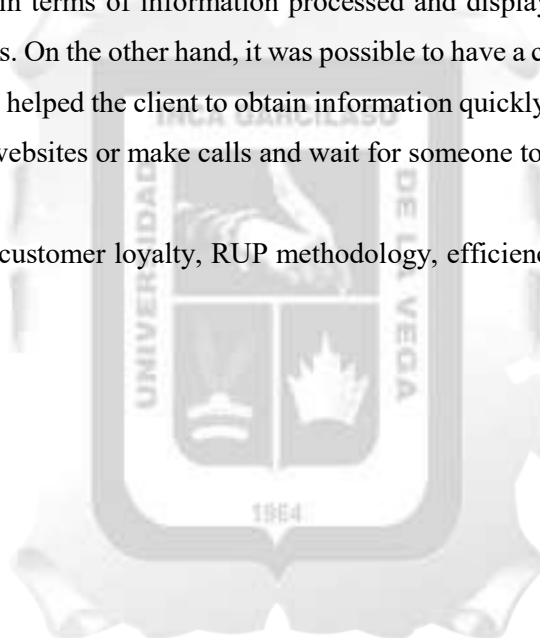 in terms of information processed and display
s. On the other hand, it was possible to have a c
helped the client to obtain information quickly
websites or make calls and wait for someone to
customer loyalty, RUP methodology, efficienc
INCA GARCILASO
UNIVERSIDAD
DE LA VEGA
1964